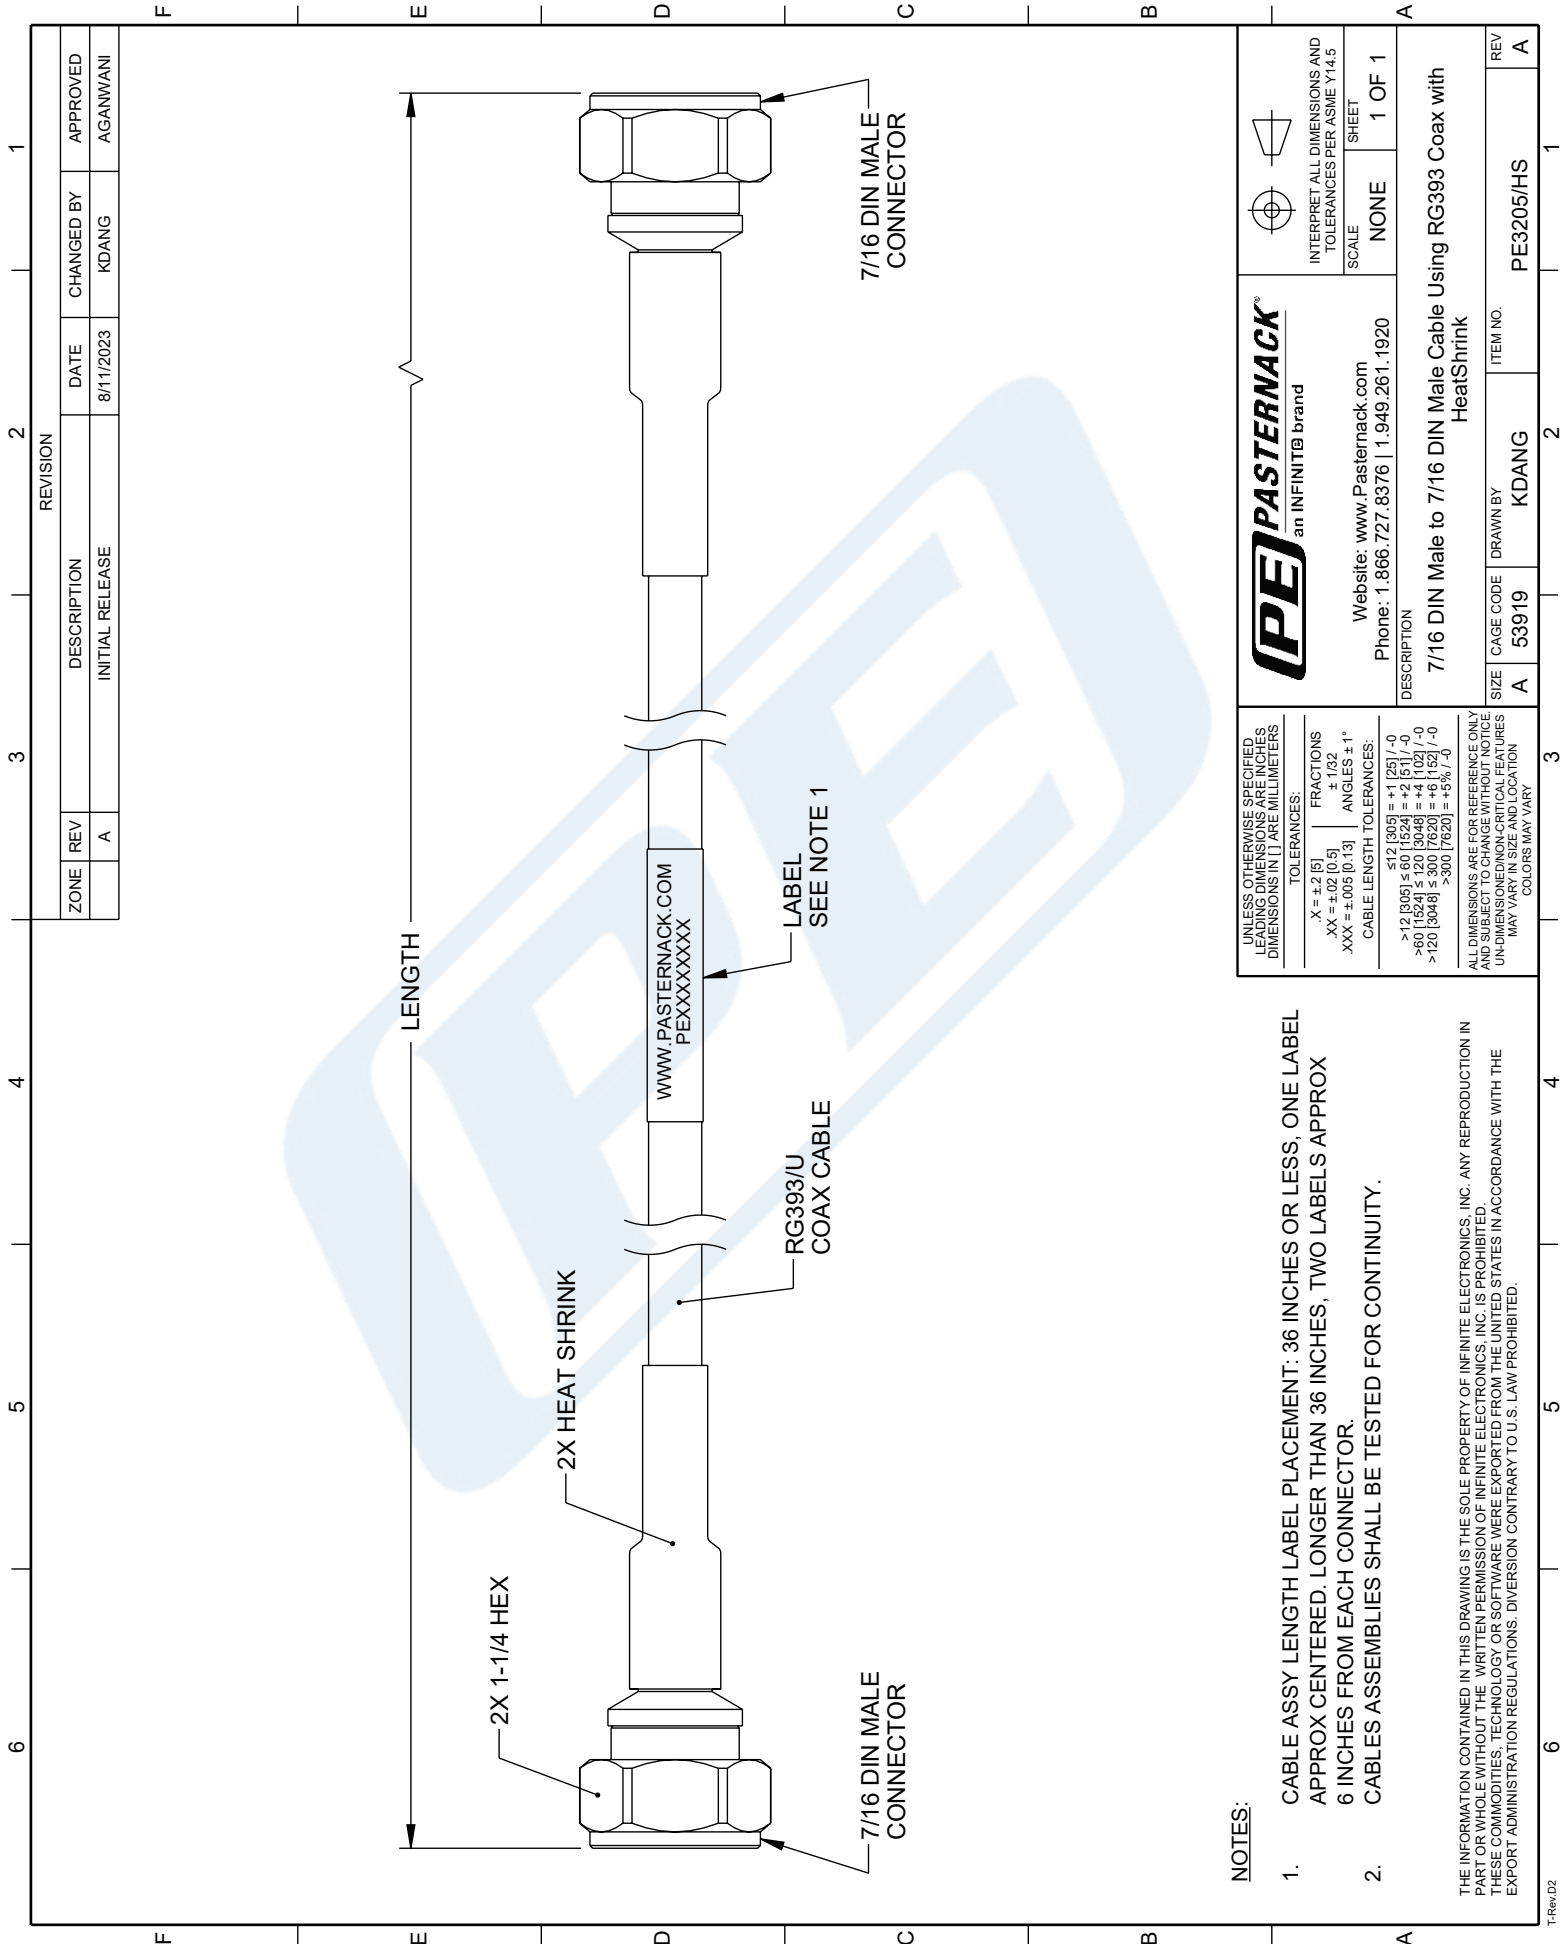 6
5
4
3
2
1
F
E
D
C
B
A
REVISION
ZONE REV DESCRIPTION DATE CHANGED BY APPROVED
A INITIAL RELEASE 8/11/2023 KDANG AGANWANI
LENGTH
2X 1-1/4 HEX
2X HEAT SHRINK
WWW.PASTERNACK.COM
PEXXXXXXXX
7/16 DIN MALE
CONNECTOR
RG393/U
COAX CABLE
LABEL
SEE NOTE 1
7/16 DIN MALE
CONNECTOR
PE
NOTES:
1. CABLE ASSY LENGTH LABEL PLACEMENT: 36 INCHES OR LESS, ONE LABEL
APPROX CENTERED. LONGER THAN 36 INCHES, TWO LABELS APPROX
6 INCHES FROM EACH CONNECTOR.
2. CABLES ASSEMBLIES SHALL BE TESTED FOR CONTINUITY.
THE INFORMATION CONTAINED IN THIS DRAWING IS THE SOLE PROPERTY OF INFINITE ELECTRONICS, INC. ANY REPRODUCTION IN
PART OR WHOLE WITHOUT THE WRITTEN PERMISSION OF INFINITE ELECTRONICS, INC. IS PROHIBITED.
THESE COMMODITIES, TECHNOLOGY OR SOFTWARE WERE EXPORTED FROM THE UNITED STATES IN ACCORDANCE WITH THE
EXPORT ADMINISTRATION REGULATIONS. DIVERSION CONTRARY TO U.S. LAW PROHIBITED.
UNLESS OTHERWISE SPECIFIED
LEADING DIMENSIONS ARE INCHES
DIMENSIONS IN [ ] ARE MILLIMETERS
TOLERANCES:
.X = ±.2 [5]
.XX = ±.02 [0.5]
.XXX = ±.005 [0.13]
FRACTIONS
± 1/32
ANGLES ± 1°
CABLE LENGTH TOLERANCES:
≤12 [305] = +1 [25] / -0
>12 [305] ≤ 60 [1524] = +2 [51] / -0
>60 [1524] ≤ 120 [3048] = +4 [102] / -0
>120 [3048] ≤ 300 [7620] = +6 [152] / -0
>300 [7620] = +5% / -0
ALL DIMENSIONS ARE FOR REFERENCE ONLY
AND SUBJECT TO CHANGE WITHOUT NOTICE.
UN-DIMENSIONED/NON-CRITICAL FEATURES
MAY VARY IN SIZE AND LOCATION
COLORS MAY VARY
PE PASTERNACK®
an INFINITE brand
Website: www.Pasternack.com
Phone: 1.866.727.8376 | 1.949.261.1920
INTERPRET ALL DIMENSIONS AND
TOLERANCES PER ASME Y14.5
SCALE
NONE
SHEET
1 OF 1
DESCRIPTION
7/16 DIN Male to 7/16 DIN Male Cable Using RG393 Coax with
HeatShrink
SIZE
A
CAGE CODE
53919
DRAWN BY
KDANG
ITEM NO.
PE3205/HS
REV
A
F
E
D
C
B
A
6
5
4
3
2
1
T-Rev.D2